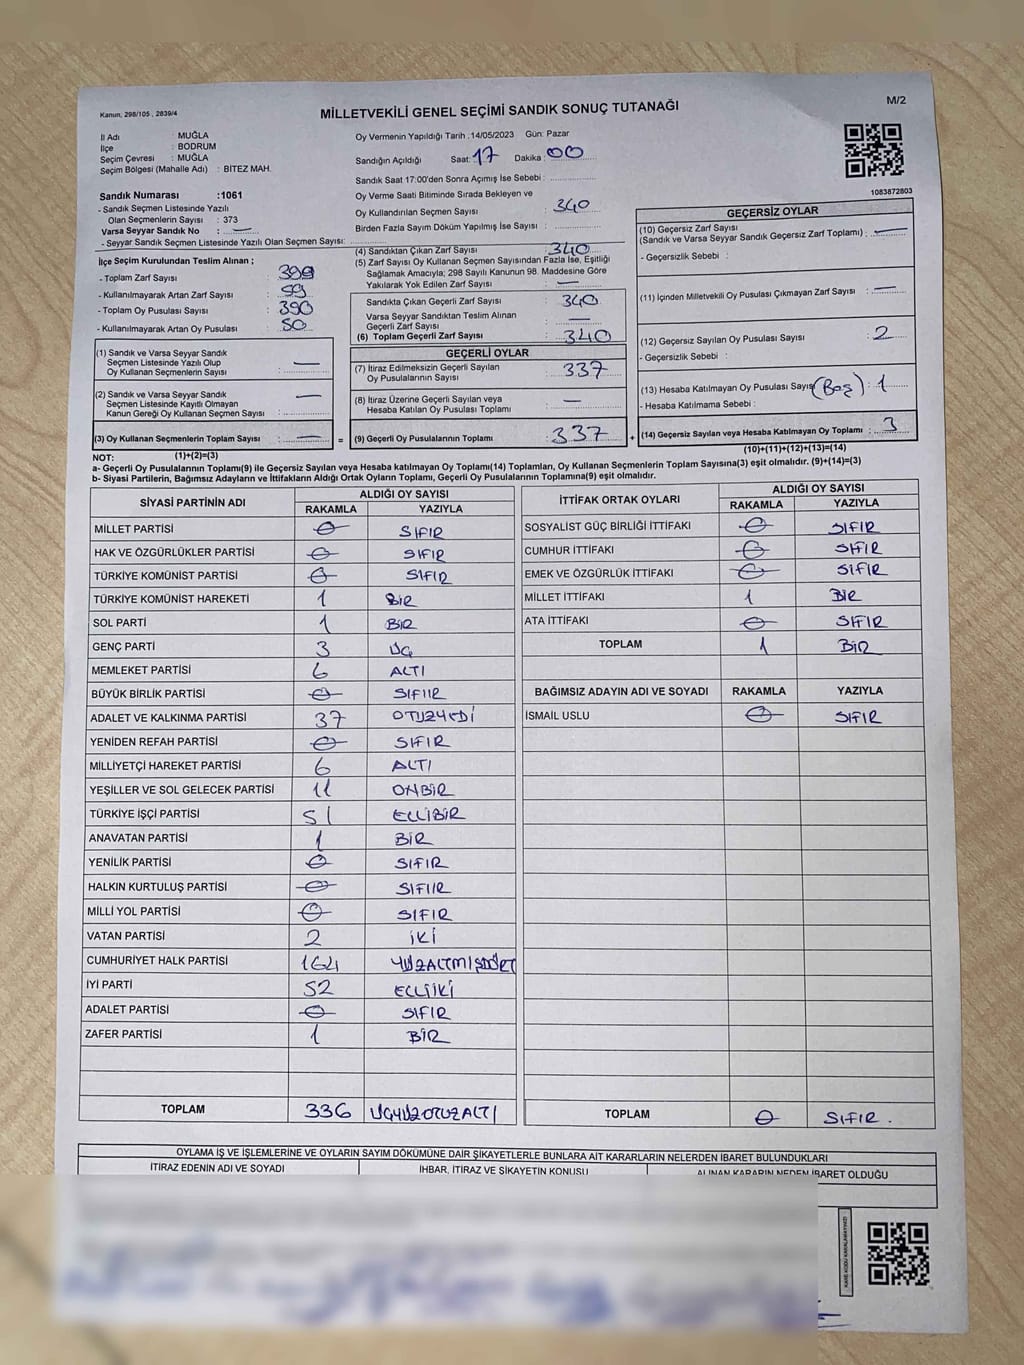 Kanun, 298/105 , 2839/4
MİLLETVEKİLİ GENEL SEÇİMİ SANDIK SONUÇ TUTANAĞI
M/2
İl Adı : MUĞLA
İlçe : BODRUM
Seçim Çevresi : MUĞLA
Seçim Bölgesi (Mahalle Adı) : BİTEZ MAH.
Sandık Numarası :1061
- Sandık Seçmen Listesinde Yazılı
Olan Seçmenlerin Sayısı : 373
Varsa Seyyar Sandık No : —
- Seyyar Sandık Seçmen Listesinde Yazılı Olan Seçmen Sayısı:
İlçe Seçim Kurulundan Teslim Alınan ;
- Toplam Zarf Sayısı : 399
- Kullanılmayarak Artan Zarf Sayısı : 59
- Toplam Oy Pusulası Sayısı : 390
- Kullanılmayarak Artan Oy Pusulası : 50
(1) Sandık ve Varsa Seyyar Sandık
Seçmen Listesinde Yazılı Olup
Oy Kullanan Seçmenlerin Sayısı : —
(2) Sandık ve Varsa Seyyar Sandık
Seçmen Listesinde Kayıtlı Olmayan
Kanun Gereği Oy Kullanan Seçmen Sayısı : —
(3) Oy Kullanan Seçmenlerin Toplam Sayısı : —
Oy Vermenin Yapıldığı Tarih :14/05/2023 Gün: Pazar
Sandığın Açıldığı Saat: 17 Dakika : 00
Sandık Saat 17:00'den Sonra Açılmış İse Sebebi :
Oy Verme Saati Bitiminde Sırada Bekleyen ve
Oy Kullandırılan Seçmen Sayısı : 340
Birden Fazla Sayım Döküm Yapılmış İse Sayısı :
(4) Sandıktan Çıkan Zarf Sayısı : 340
(5) Zarf Sayısı Oy Kullanan Seçmen Sayısından Fazla İse, Eşitliği
Sağlamak Amacıyla; 298 Sayılı Kanunun 98. Maddesine Göre
Yakılarak Yok Edilen Zarf Sayısı : —
Sandıkta Çıkan Geçerli Zarf Sayısı : 340
Varsa Seyyar Sandıktan Teslim Alınan
Geçerli Zarf Sayısı : —
(6) Toplam Geçerli Zarf Sayısı : 340
GEÇERLİ OYLAR
(7) İtiraz Edilmeksizin Geçerli Sayılan
Oy Pusulalarının Sayısı : 337
(8) İtiraz Üzerine Geçerli Sayılan veya
Hesaba Katılan Oy Pusulası Toplamı : —
= (9) Geçerli Oy Pusulalarının Toplamı : 337
1083872803
GEÇERSİZ OYLAR
(10) Geçersiz Zarf Sayısı
(Sandık ve Varsa Seyyar Sandık Geçersiz Zarf Toplamı) : —
- Geçersizlik Sebebi :
(11) İçinden Milletvekili Oy Pusulası Çıkmayan Zarf Sayısı : —
(12) Geçersiz Sayılan Oy Pusulası Sayısı : 2
- Geçersizlik Sebebi :
(13) Hesaba Katılmayan Oy Pusulası Sayısı (Boş) : 1
- Hesaba Katılmama Sebebi :
+ (14) Geçersiz Sayılan veya Hesaba Katılmayan Oy Toplamı : 3
NOT: (1)+(2)=(3)
(10)+(11)+(12)+(13)=(14)
a- Geçerli Oy Pusulalarının Toplamı(9) ile Geçersiz Sayılan veya Hesaba katılmayan Oy Toplamı(14) Toplamları, Oy Kullanan Seçmenlerin Toplam Sayısına(3) eşit olmalıdır. (9)+(14)=(3)
b- Siyasi Partilerin, Bağımsız Adayların ve İttifakların Aldığı Ortak Oyların Toplamı, Geçerli Oy Pusulalarının Toplamına(9) eşit olmalıdır.
SİYASİ PARTİNİN ADI ALDIĞI OY SAYISI
RAKAMLA YAZIYLA
MİLLET PARTİSİ 0 SIFIR
HAK VE ÖZGÜRLÜKLER PARTİSİ 0 SIFIR
TÜRKİYE KOMÜNİST PARTİSİ 0 SIFIR
TÜRKİYE KOMÜNİST HAREKETİ 1 BİR
SOL PARTİ 1 BİR
GENÇ PARTİ 3 ÜÇ
MEMLEKET PARTİSİ 6 ALTI
BÜYÜK BİRLİK PARTİSİ 0 SIFIR
ADALET VE KALKINMA PARTİSİ 37 OTUZYEDİ
YENİDEN REFAH PARTİSİ 0 SIFIR
MİLLİYETÇİ HAREKET PARTİSİ 6 ALTI
YEŞİLLER VE SOL GELECEK PARTİSİ 11 ONBİR
TÜRKİYE İŞÇİ PARTİSİ 51 ELLİBİR
ANAVATAN PARTİSİ 1 BİR
YENİLİK PARTİSİ 0 SIFIR
HALKIN KURTULUŞ PARTİSİ 0 SIFIR
MİLLİ YOL PARTİSİ 0 SIFIR
VATAN PARTİSİ 2 İKİ
CUMHURİYET HALK PARTİSİ 164 YÜZALTMIŞDÖRT
İYİ PARTİ 52 ELLİİKİ
ADALET PARTİSİ 0 SIFIR
ZAFER PARTİSİ 1 BİR
TOPLAM 336 ÜÇYÜZOTUZALTI
İTTİFAK ORTAK OYLARI ALDIĞI OY SAYISI
RAKAMLA YAZIYLA
SOSYALİST GÜÇ BİRLİĞİ İTTİFAKI 0 SIFIR
CUMHUR İTTİFAKI 0 SIFIR
EMEK VE ÖZGÜRLÜK İTTİFAKI 0 SIFIR
MİLLET İTTİFAKI 1 BİR
ATA İTTİFAKI 0 SIFIR
TOPLAM 1 BİR
BAĞIMSIZ ADAYIN ADI VE SOYADI RAKAMLA YAZIYLA
İSMAİL USLU 0 SIFIR
TOPLAM 0 SIFIR.
OYLAMA İŞ VE İŞLEMLERİNE VE OYLARIN SAYIM DÖKÜMÜNE DAİR ŞİKAYETLERLE BUNLARA AİT KARARLARIN NELERDEN İBARET BULUNDUKLARI
İTİRAZ EDENİN ADI VE SOYADI İHBAR, İTİRAZ VE ŞİKAYETİN KONUSU ALINAN KARARIN NEDEN İBARET OLDUĞU
KARE KODU KARALAMAYINIZ!